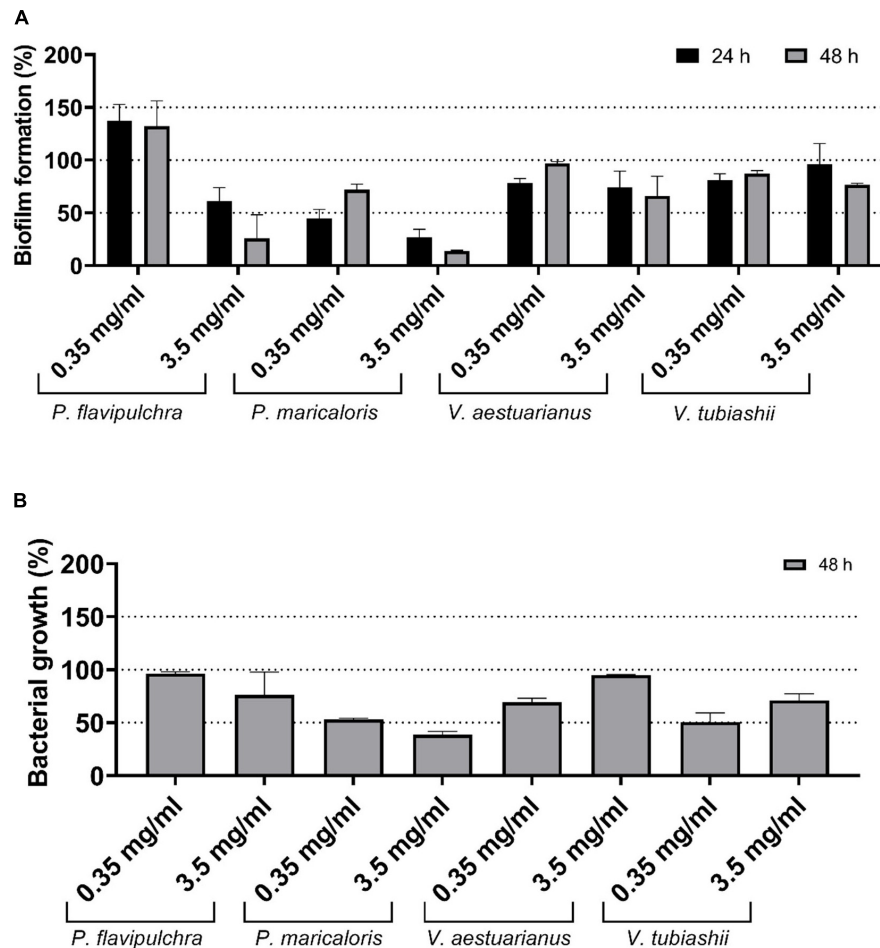 A
Biofilm formation (%)
200
150
100
50
0
24 h
48 h
0.35 mg/ml
3.5 mg/ml
0.35 mg/ml
3.5 mg/ml
0.35 mg/ml
3.5 mg/ml
0.35 mg/ml
3.5 mg/ml
P. flavipulchra
P. maricaloris
V. aestuarianus
V. tubiashii
B
Bacterial growth (%)
200
150
100
50
0
48 h
0.35 mg/ml
3.5 mg/ml
0.35 mg/ml
3.5 mg/ml
0.35 mg/ml
3.5 mg/ml
0.35 mg/ml
3.5 mg/ml
P. flavipulchra
P. maricaloris
V. aestuarianus
V. tubiashii